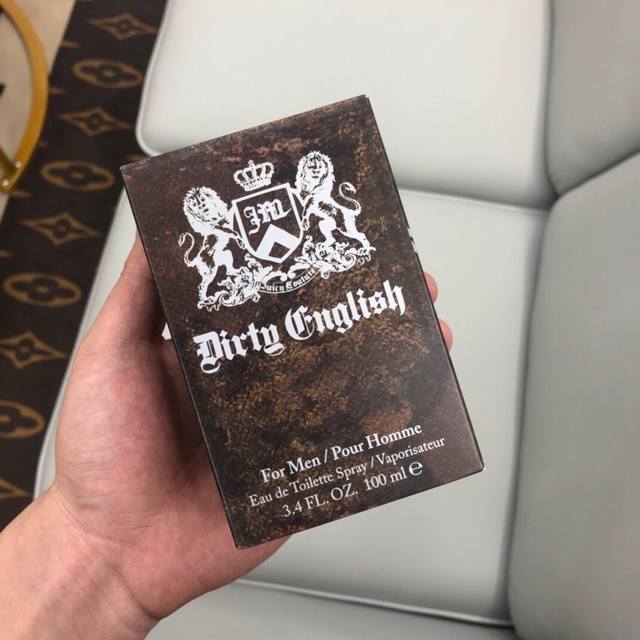 JM
Juicy Couture
Dirty English
For Men / Pour Homme
Eau de Toilette Spray / Vaporisateur
3.4 FL. OZ. 100 ml ℮